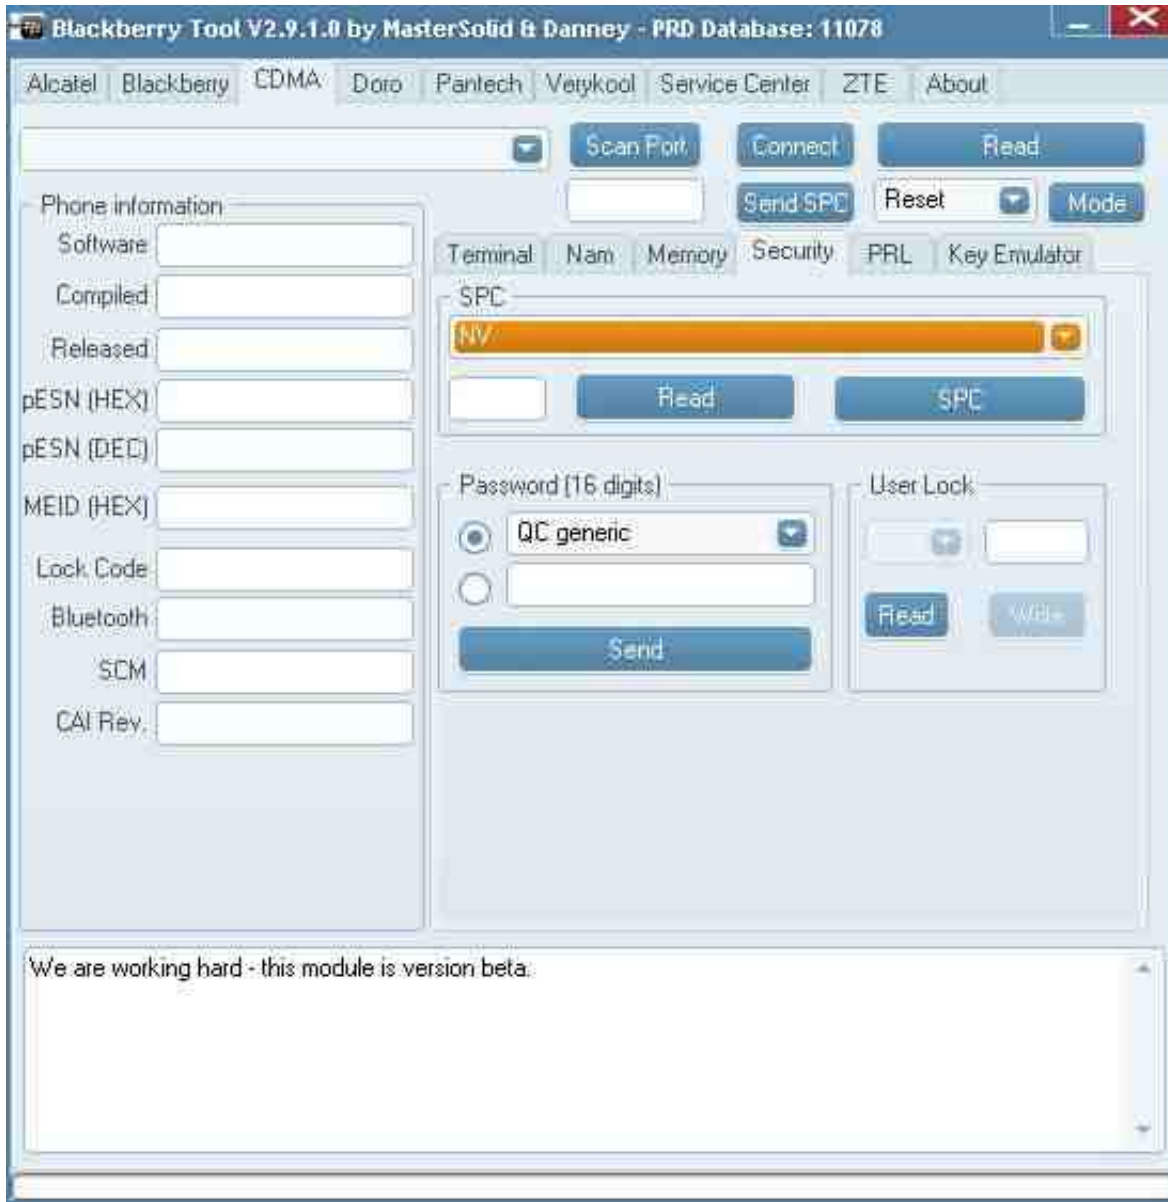 Blackberry Tool V2.9.1.0 by MasterSolid & Danney - PRD Database: 11078
Alcatel Blackberry CDMA Doro Pantech Verykool Service Center ZTE About
Scan Port Connect Read
Send SPC Reset Mode
Phone information
Software
Compiled
Released
pESN (HEX)
pESN (DEC)
MEID (HEX)
Lock Code
Bluetooth
SCM
CAI Rev.
Terminal Nam Memory Security PRL Key Emulator
SPC
NV
Read SPC
Password (16 digits)
QC generic
Send
User Lock
Read Write
We are working hard - this module is version beta.